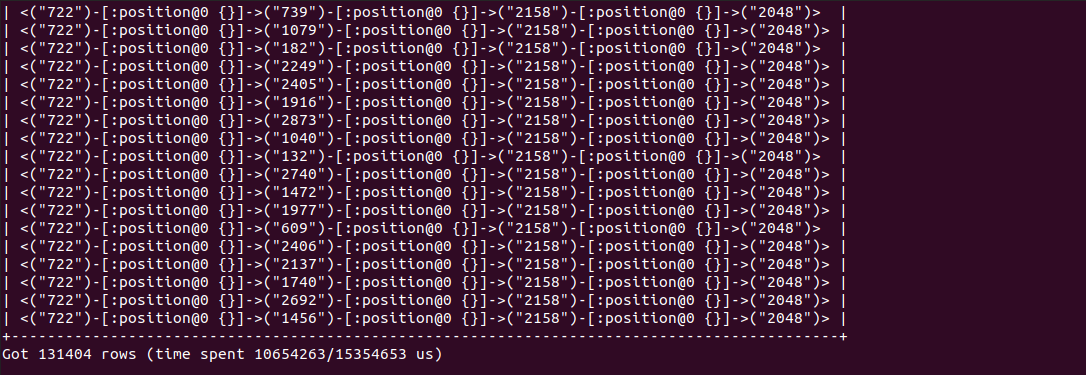 | <("722")-[:position@0 {}]->("739")-[:position@0 {}]->("2158")-[:position@0 {}]->("2048")>  |
| <("722")-[:position@0 {}]->("1079")-[:position@0 {}]->("2158")-[:position@0 {}]->("2048")> |
| <("722")-[:position@0 {}]->("182")-[:position@0 {}]->("2158")-[:position@0 {}]->("2048")>  |
| <("722")-[:position@0 {}]->("2249")-[:position@0 {}]->("2158")-[:position@0 {}]->("2048")> |
| <("722")-[:position@0 {}]->("2405")-[:position@0 {}]->("2158")-[:position@0 {}]->("2048")> |
| <("722")-[:position@0 {}]->("1916")-[:position@0 {}]->("2158")-[:position@0 {}]->("2048")> |
| <("722")-[:position@0 {}]->("2873")-[:position@0 {}]->("2158")-[:position@0 {}]->("2048")> |
| <("722")-[:position@0 {}]->("1040")-[:position@0 {}]->("2158")-[:position@0 {}]->("2048")> |
| <("722")-[:position@0 {}]->("132")-[:position@0 {}]->("2158")-[:position@0 {}]->("2048")>  |
| <("722")-[:position@0 {}]->("2740")-[:position@0 {}]->("2158")-[:position@0 {}]->("2048")> |
| <("722")-[:position@0 {}]->("1472")-[:position@0 {}]->("2158")-[:position@0 {}]->("2048")> |
| <("722")-[:position@0 {}]->("1977")-[:position@0 {}]->("2158")-[:position@0 {}]->("2048")> |
| <("722")-[:position@0 {}]->("609")-[:position@0 {}]->("2158")-[:position@0 {}]->("2048")>  |
| <("722")-[:position@0 {}]->("2406")-[:position@0 {}]->("2158")-[:position@0 {}]->("2048")> |
| <("722")-[:position@0 {}]->("2137")-[:position@0 {}]->("2158")-[:position@0 {}]->("2048")> |
| <("722")-[:position@0 {}]->("1740")-[:position@0 {}]->("2158")-[:position@0 {}]->("2048")> |
| <("722")-[:position@0 {}]->("2692")-[:position@0 {}]->("2158")-[:position@0 {}]->("2048")> |
| <("722")-[:position@0 {}]->("1456")-[:position@0 {}]->("2158")-[:position@0 {}]->("2048")> |
+--------------------------------------------------------------------------------------------+
Got 131404 rows (time spent 10654263/15354653 us)